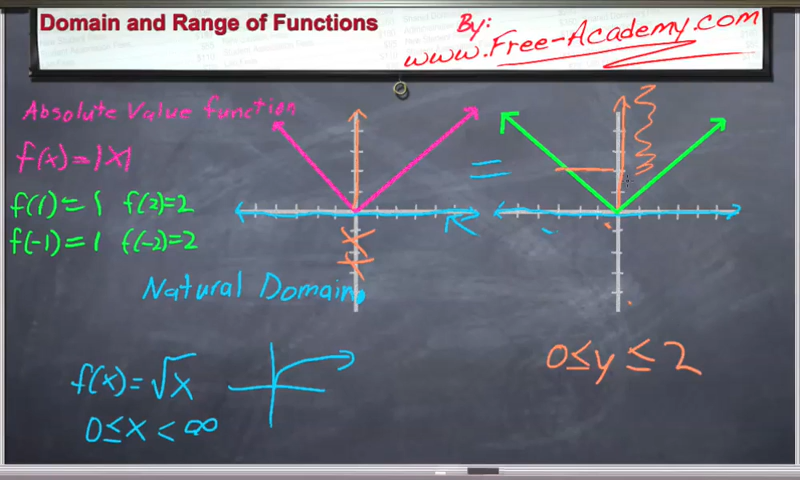 Domain and Range of Functions
By:
www.Free-Academy.com
Absolute Value function
f(x)=|x|
f(1)=1 f(2)=2
f(-1)=1 f(-2)=2
=
Natural Domain
f(x)=√x
0≤x<∞
0≤y≤2